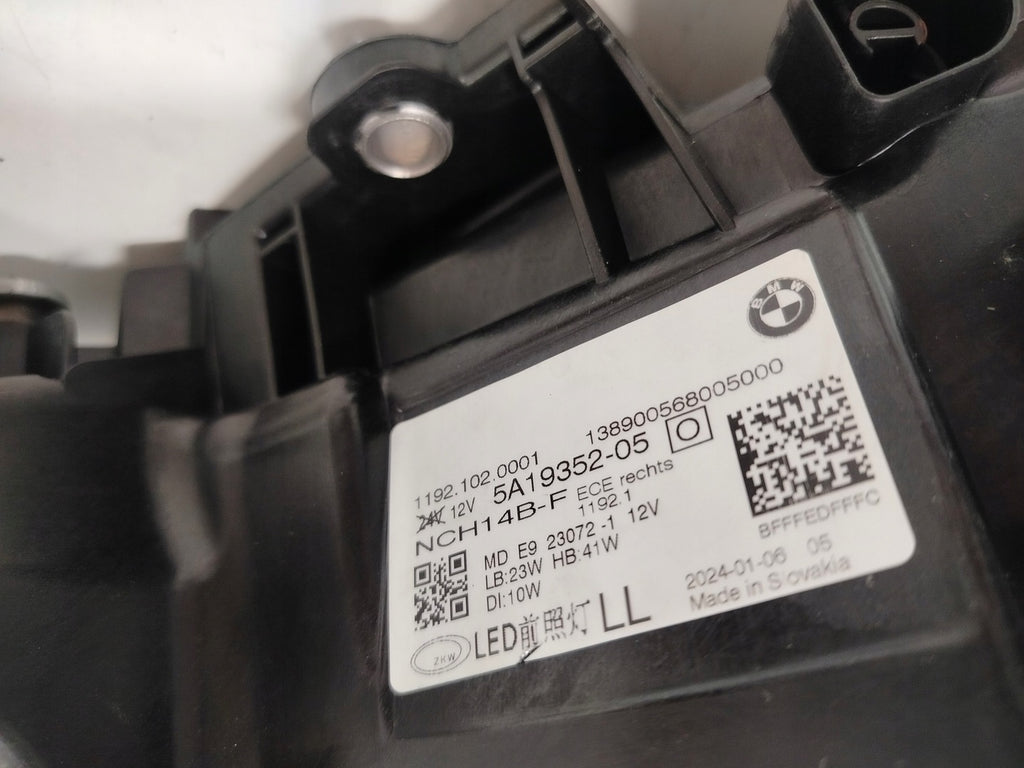 BMW
138900568005000
1192.102.0001
24V 12V 5A19352-05 O
NCH14B-F ECE rechts
1192.1
MD E9 23072-1 12V
LB:23W HB:41W
DI:10W
BFFFEDFFFC
2024-01-06 05
Made in Slovakia
ZKW LED前照灯 LL